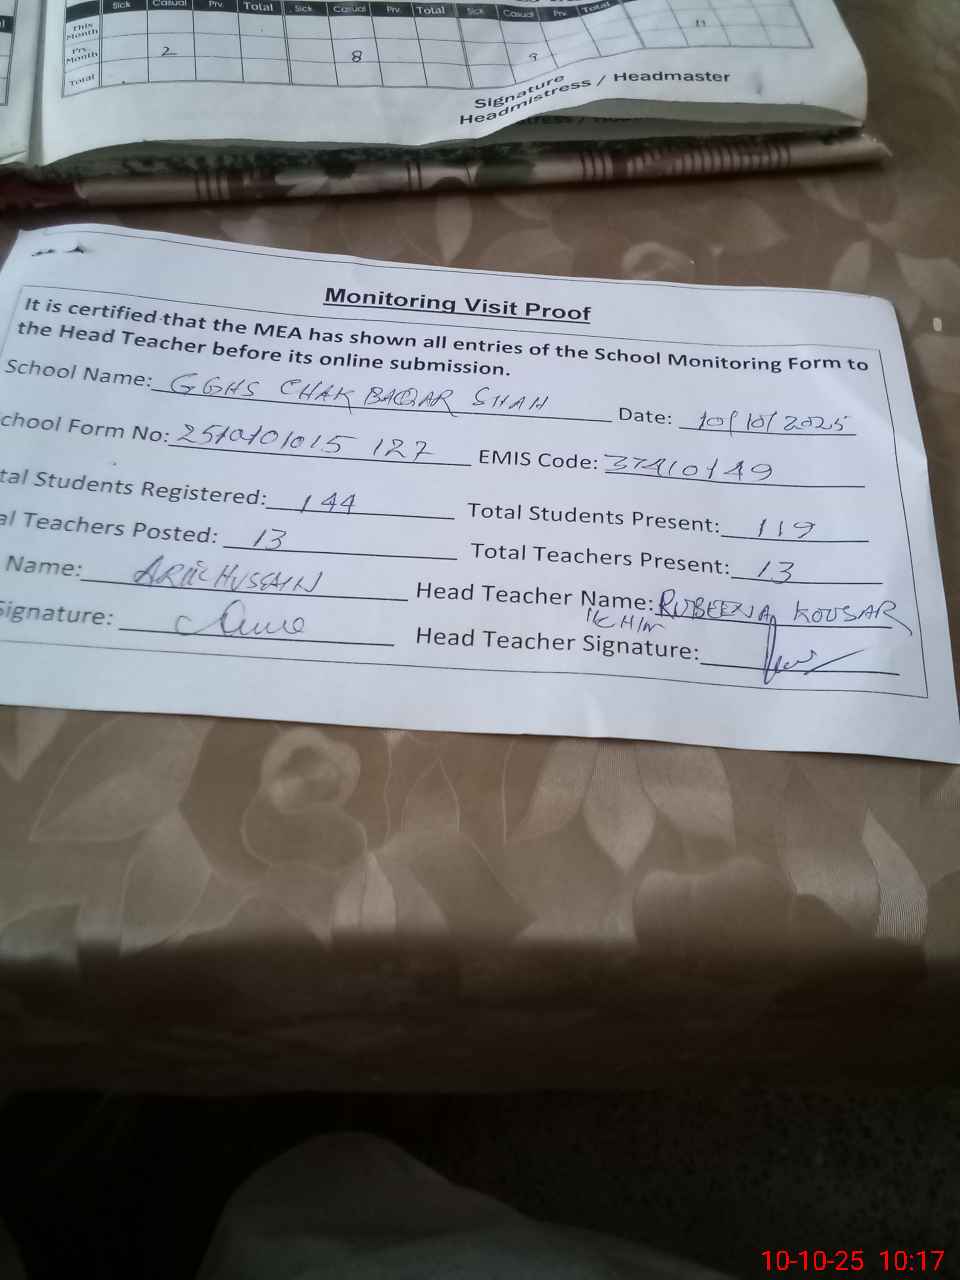 Sick Casual Prv. Total Sick Casual Prv. Total Sick Casual Prv. Total
This Month 11
Prv. Month 2 8 9
Total
Signature
Headmistress / Headmaster
Monitoring Visit Proof
It is certified that the MEA has shown all entries of the School Monitoring Form to
the Head Teacher before its online submission.
School Name: GGHS CHAK BAQAR SHAH Date: 10/10/2025
chool Form No: 2510101015 127 EMIS Code: 37410149
tal Students Registered: 144 Total Students Present: 119
al Teachers Posted: 13 Total Teachers Present: 13
Name: HUSSAIN Head Teacher Name: RUBEENA KOUSAR
Signature: Head Teacher Signature:
10-10-25 10:17